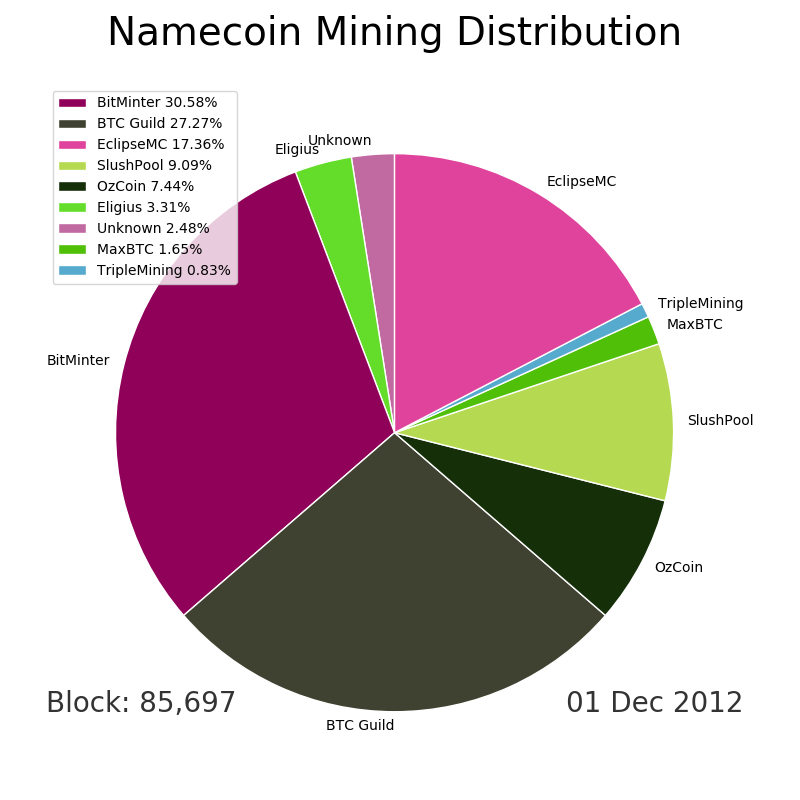 Namecoin Mining Distribution
BitMinter 30.58%
BTC Guild 27.27%
EclipseMC 17.36%
SlushPool 9.09%
OzCoin 7.44%
Eligius 3.31%
Unknown 2.48%
MaxBTC 1.65%
TripleMining 0.83%
Unknown
Eligius
EclipseMC
TripleMining
MaxBTC
BitMinter
SlushPool
OzCoin
Block: 85,697
01 Dec 2012
BTC Guild